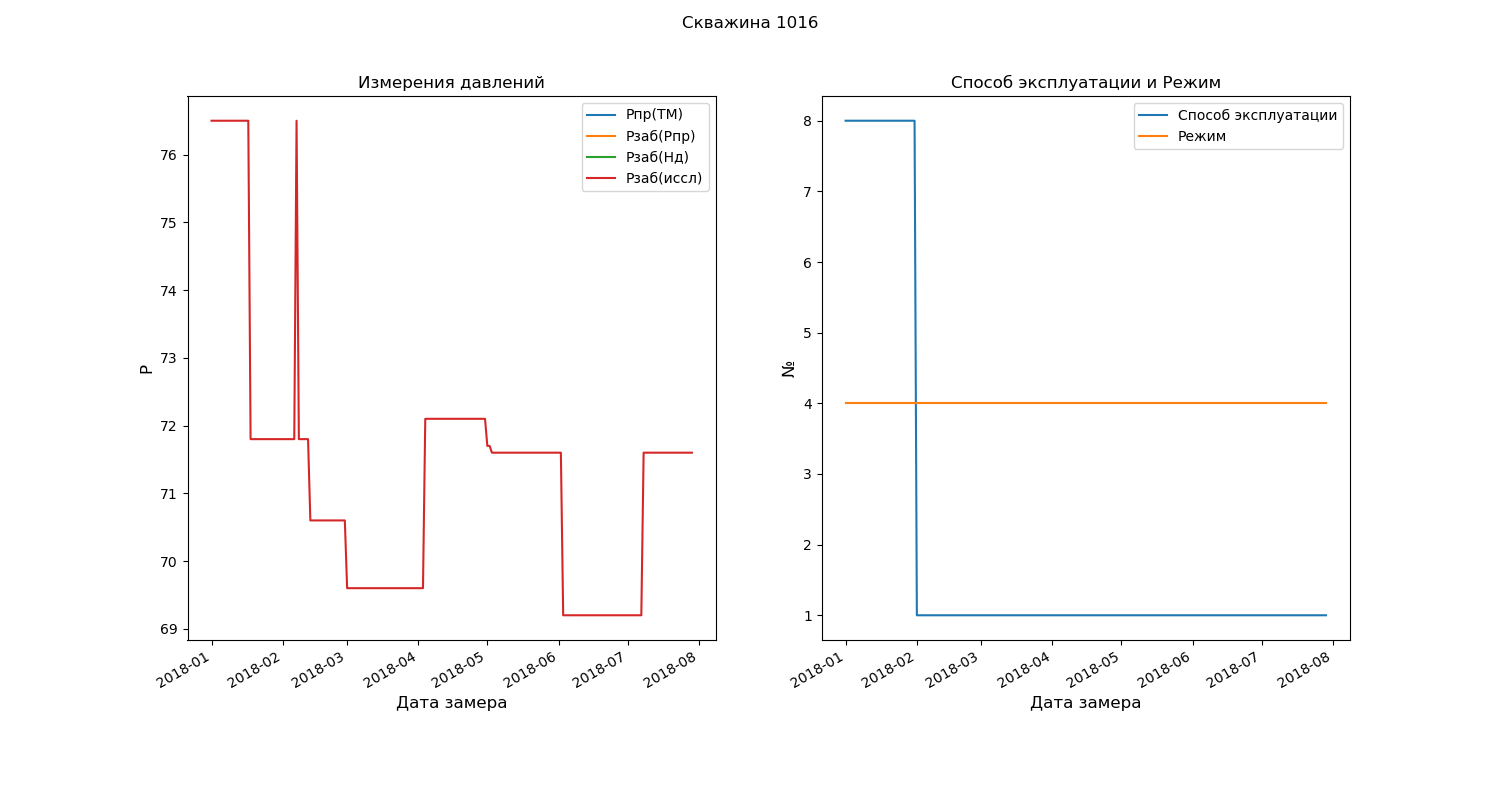 Скважина 1016
Измерения давлений
Рпр(ТМ)
Рзаб(Рпр)
Рзаб(Нд)
Рзаб(иссл)
76
75
74
73
72
71
70
69
Р
2018-01
2018-02
2018-03
2018-04
2018-05
2018-06
2018-07
2018-08
Дата замера
Способ эксплуатации и Режим
Способ эксплуатации
Режим
8
7
6
5
4
3
2
1
№
2018-01
2018-02
2018-03
2018-04
2018-05
2018-06
2018-07
2018-08
Дата замера